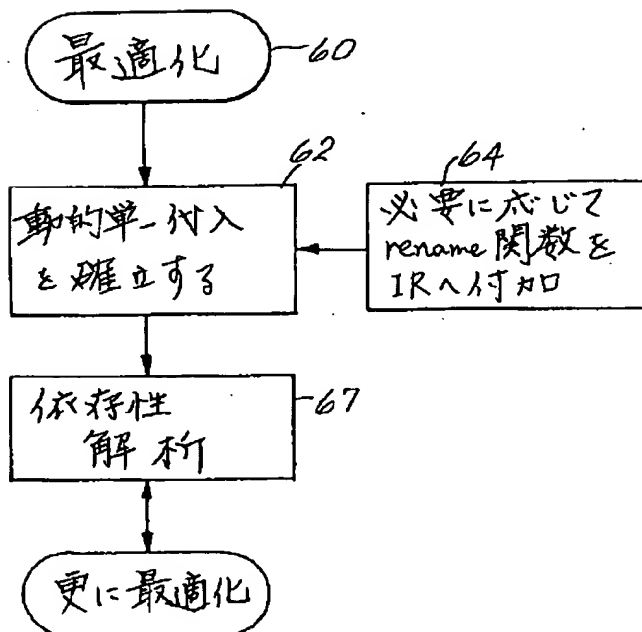 最適化
60
62
動的単一代入
を確立する
64
必要に応じて
rename関数を
IRへ付加
依存性
解析
67
更に最適化